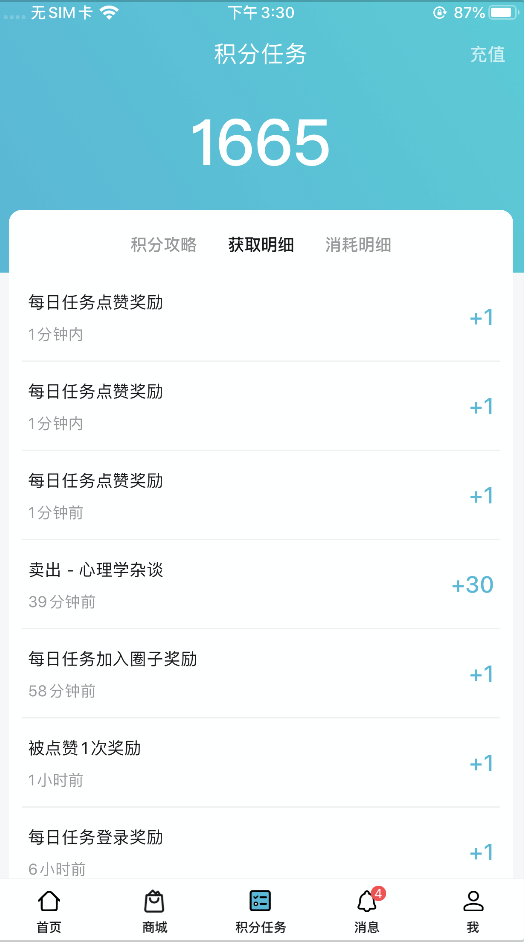 无SIM卡 下午3:30 87%
积分任务 充值
1665
积分攻略 获取明细 消耗明细
每日任务点赞奖励
+1
1分钟内
每日任务点赞奖励
+1
1分钟内
每日任务点赞奖励
+1
1分钟前
卖出 - 心理学杂谈
+30
39分钟前
每日任务加入圈子奖励
+1
58分钟前
被点赞1次奖励
+1
1小时前
每日任务登录奖励
+1
6小时前
4
首页 商城 积分任务 消息 我